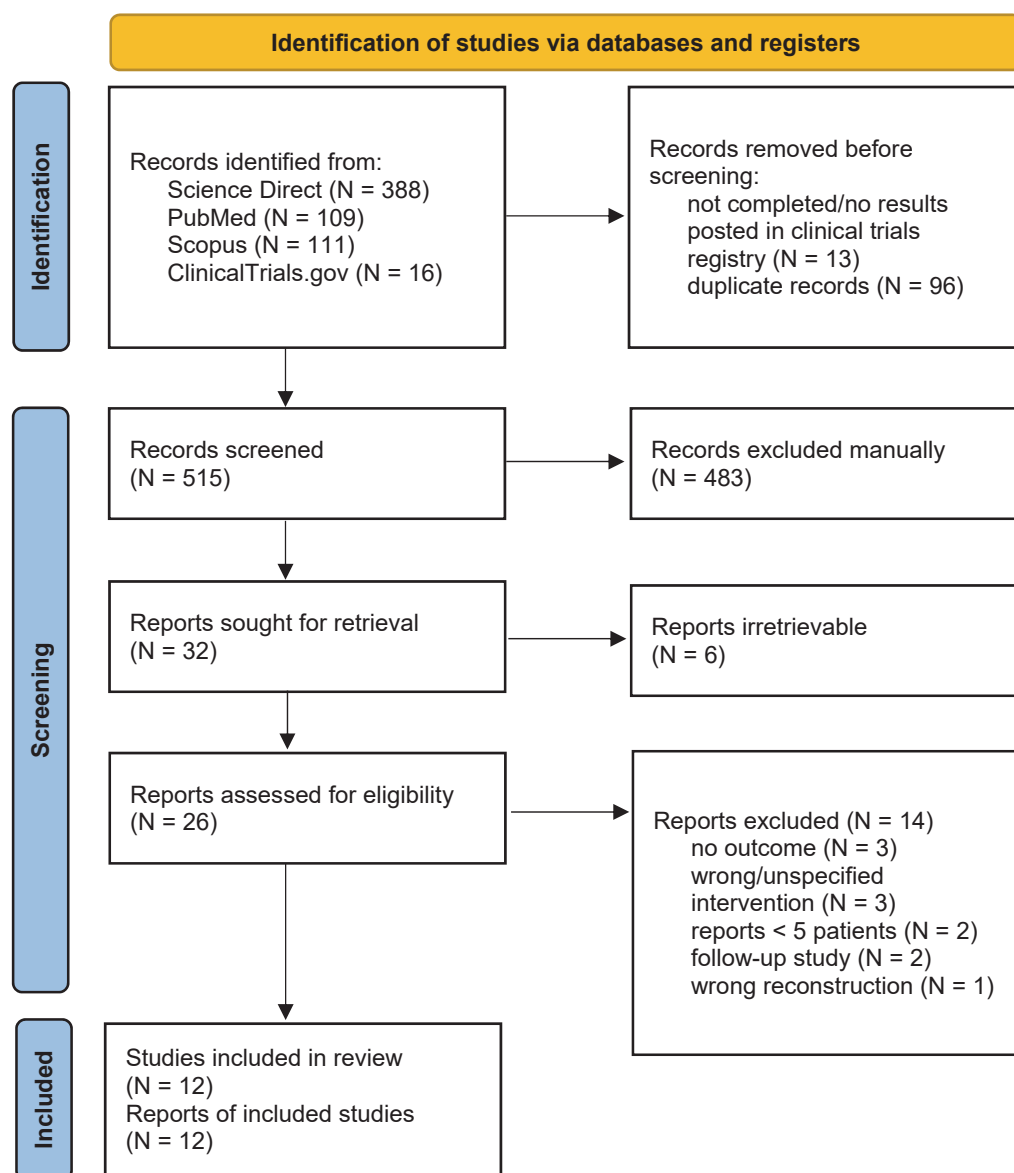 Identification of studies via databases and registers
Identification
Records identified from:
Science Direct (N = 388)
PubMed (N = 109)
Scopus (N = 111)
ClinicalTrials.gov (N = 16)
Records removed before
screening:
not completed/no results
posted in clinical trials
registry (N = 13)
duplicate records (N = 96)
Screening
Records screened
(N = 515)
Records excluded manually
(N = 483)
Reports sought for retrieval
(N = 32)
Reports irretrievable
(N = 6)
Reports assessed for eligibility
(N = 26)
Reports excluded (N = 14)
no outcome (N = 3)
wrong/unspecified
intervention (N = 3)
reports < 5 patients (N = 2)
follow-up study (N = 2)
wrong reconstruction (N = 1)
Included
Studies included in review
(N = 12)
Reports of included studies
(N = 12)